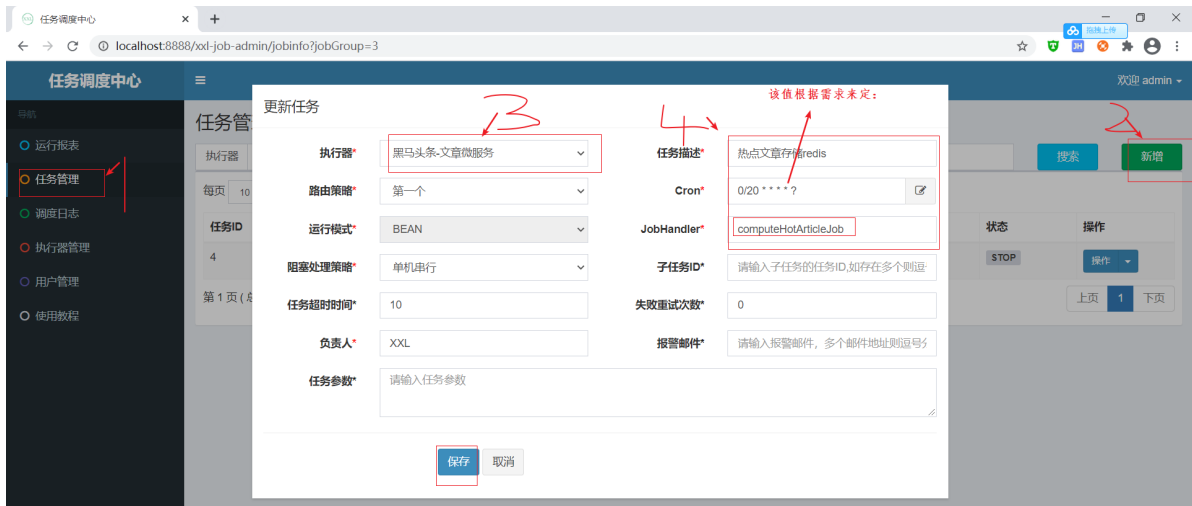 任务调度中心
拖拽上传
localhost:8888/xxl-job-admin/jobinfo?jobGroup=3
任务调度中心
欢迎 admin
导航
运行报表
任务管理
调度日志
执行器管理
用户管理
使用教程
任务管
执行器
搜索
新增
每页 10
任务ID
状态
操作
4
STOP
操作
第 1 页 ( 总
上页 1 下页
更新任务
该值根据需求来定:
1
2
3
4
执行器* 黑马头条-文章微服务
任务描述* 热点文章存储redis
路由策略* 第一个
Cron* 0/20 * * * * ?
运行模式* BEAN
JobHandler* computeHotArticleJob
阻塞处理策略* 单机串行
子任务ID* 请输入子任务的任务ID,如存在多个则逗
任务超时时间* 10
失败重试次数* 0
负责人* XXL
报警邮件* 请输入报警邮件，多个邮件地址则逗号分
任务参数* 请输入任务参数
保存 取消